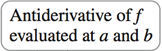 Antiderivative of f
evaluated at a and b